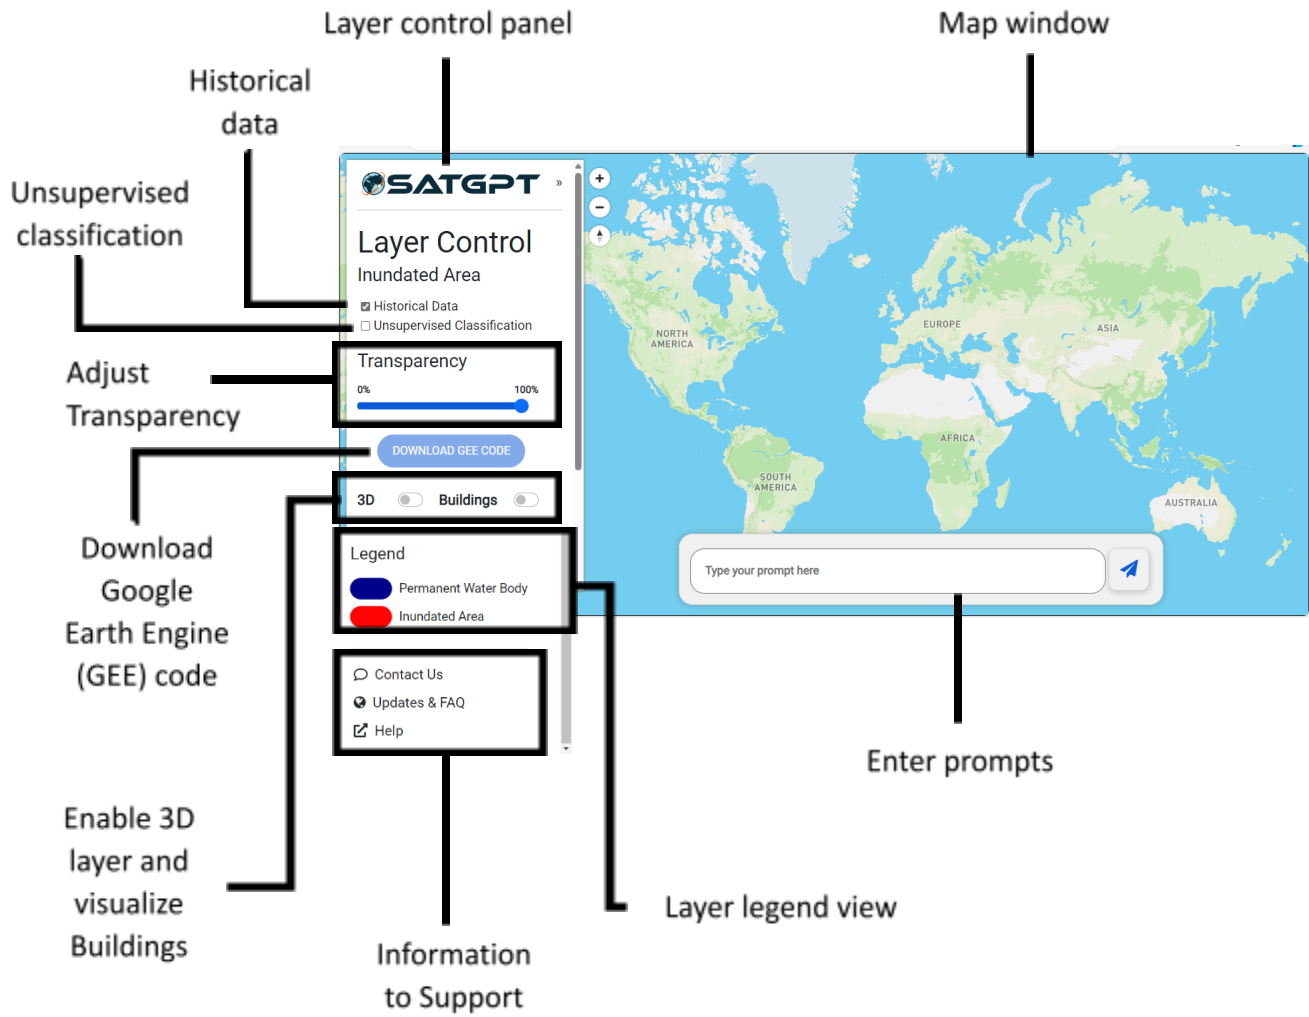 Layer control panel
Map window
Historical
data
Unsupervised
classification
Adjust
Transparency
Download
Google
Earth Engine
(GEE) code
Enable 3D
layer and
visualize
Buildings
SATGPT »
Layer Control
Inundated Area
Historical Data
Unsupervised Classification
Transparency
0% 100%
DOWNLOAD GEE CODE
3D Buildings
Legend
Permanent Water Body
Inundated Area
Contact Us
Updates & FAQ
Help
+
−
NORTH
AMERICA
EUROPE
ASIA
AFRICA
SOUTH
AMERICA
AUSTRALIA
Type your prompt here
Enter prompts
Layer legend view
Information
to Support